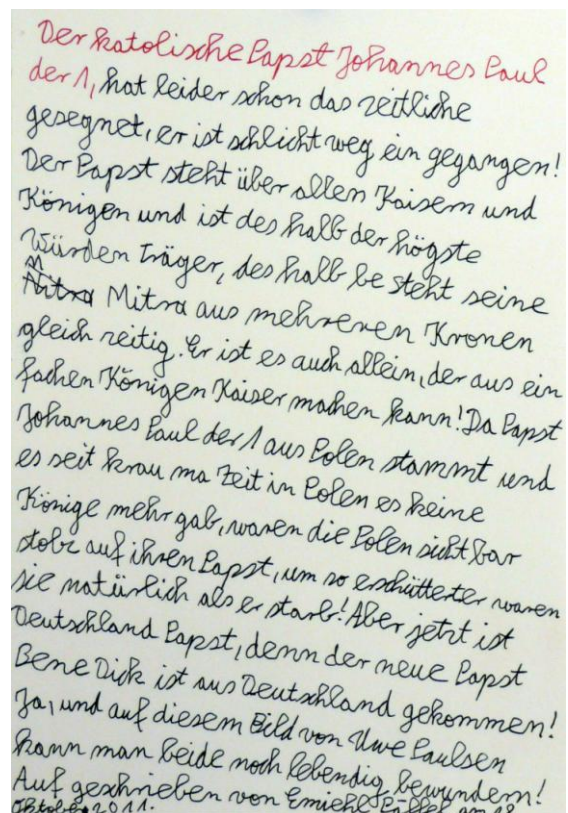 Der katolische Papst Johannes Paul
der 1, hat leider schon das zeitliche
gesegnet, er ist schlicht weg ein gegangen!
Der Papst steht über allen Kaisern und
Königen und ist des halb der högste
Würden Träger, des halb be steht seine
Mitra aus mehreren Kronen
gleich zeitig. Er ist es auch allein, der aus ein
fachen Königen Kaiser machen kann! Da Papst
Johannes Paul der 1 aus Polen stammt und
es seit krau ma Zeit in Polen es keine
Könige mehr gab, waren die Polen sicht bar
stolz auf ihren Papst, um so erschütterter waren
sie natürlich als er starb! Aber jetzt ist
Deutschland Papst, denn der neue Papst
Bene Dick ist aus Deutschland gekommen!
Ja, und auf diesem Bild von Uwe Paulsen
kann man beide noch lebendig bewundern!
Auf geschrieben von am 18
Oktober 2011.